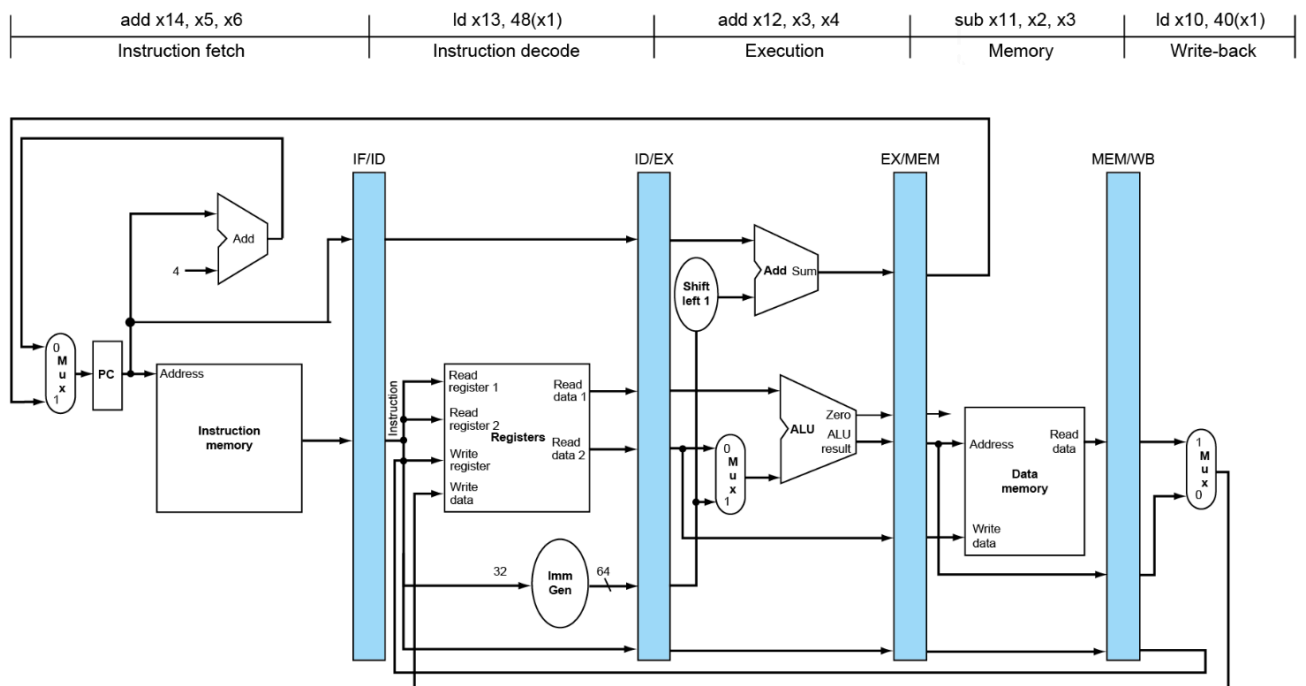 add x14, x5, x6
ld x13, 48(x1)
add x12, x3, x4
sub x11, x2, x3
ld x10, 40(x1)
Instruction fetch
Instruction decode
Execution
Memory
Write-back
IF/ID
ID/EX
EX/MEM
MEM/WB
Add
4
Add Sum
Shift
left 1
0
M
u
x
1
PC
Address
Instruction
memory
Instruction
Read
register 1
Read
register 2
Write
register
Write
data
Registers
Read
data 1
Read
data 2
0
M
u
x
1
Zero
ALU
ALU
result
Address
Read
data
Data
memory
Write
data
1
M
u
x
0
32
Imm
Gen
64